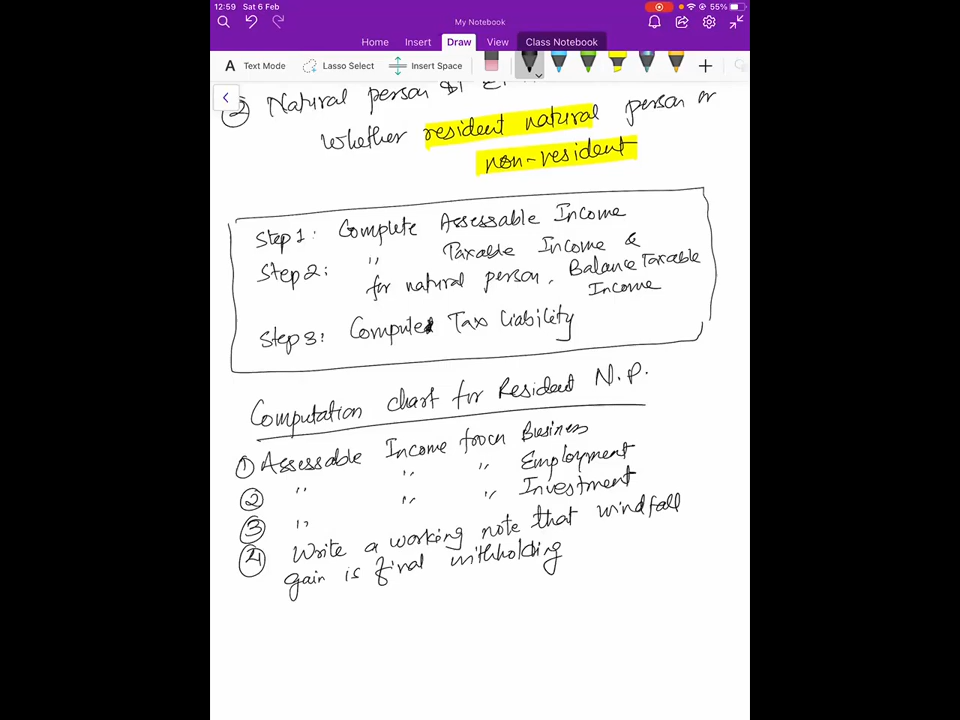 12:59 Sat 6 Feb
55%
My Notebook
Home Insert Draw View Class Notebook
A Text Mode Lasso Select Insert Space
② Natural person
whether resident natural person or
non-resident
Step 1: Complete Assessable Income
Step 2: " Taxable Income &
for natural person, Balance Taxable
Income
Step 3: Compute Tax Liability
Computation chart for Resident N.P.
① Assessable Income from Business
② " " " Employment
③ " " " Investment
④ Write a working note that windfall
gain is final withholding